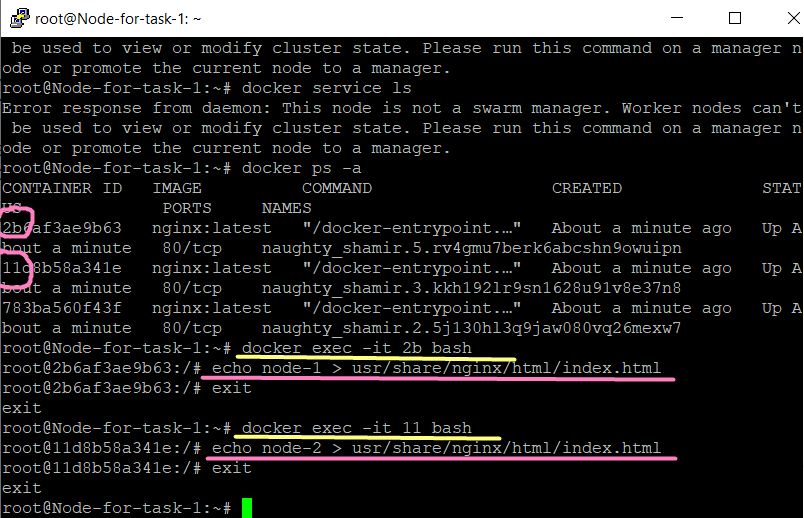 root@Node-for-task-1: ~
 be used to view or modify cluster state. Please run this command on a manager n
ode or promote the current node to a manager.
root@Node-for-task-1:~# docker service ls
Error response from daemon: This node is not a swarm manager. Worker nodes can't
 be used to view or modify cluster state. Please run this command on a manager n
ode or promote the current node to a manager.
root@Node-for-task-1:~# docker ps -a
CONTAINER ID   IMAGE          COMMAND                  CREATED              STAT
US              PORTS     NAMES
2b6af3ae9b63   nginx:latest   "/docker-entrypoint.…"   About a minute ago   Up A
bout a minute   80/tcp    naughty_shamir.5.rv4gmu7berk6abcshn9owuipn
11d8b58a341e   nginx:latest   "/docker-entrypoint.…"   About a minute ago   Up A
bout a minute   80/tcp    naughty_shamir.3.kkh192lr9sn1628u91v8e37n8
783ba560f43f   nginx:latest   "/docker-entrypoint.…"   About a minute ago   Up A
bout a minute   80/tcp    naughty_shamir.2.5j130hl3q9jaw080vq26mexw7
root@Node-for-task-1:~# docker exec -it 2b bash
root@2b6af3ae9b63:/# echo node-1 > usr/share/nginx/html/index.html
root@2b6af3ae9b63:/# exit
exit
root@Node-for-task-1:~# docker exec -it 11 bash
root@11d8b58a341e:/# echo node-2 > usr/share/nginx/html/index.html
root@11d8b58a341e:/# exit
exit
root@Node-for-task-1:~#